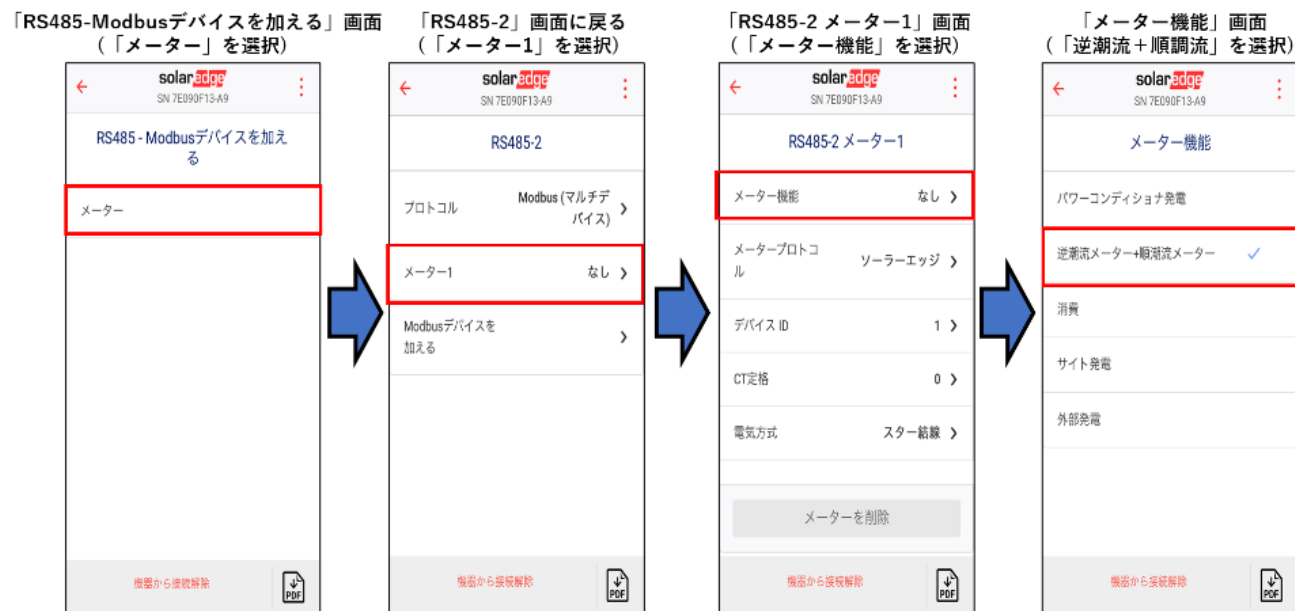 「RS485-Modbusデバイスを加える」画面
(「メーター」を選択)
solaredge
SN 7E090F13-A9
RS485 - Modbusデバイスを加え
る
メーター
機器から接続解除
PDF
「RS485-2」画面に戻る
(「メーター1」を選択)
solaredge
SN 7E090F13-A9
RS485-2
プロトコル
Modbus (マルチデ
バイス)
メーター1 なし
Modbusデバイスを
加える
機器から接続解除
PDF
「RS485-2 メーター1」画面
(「メーター機能」を選択)
solaredge
SN 7E090F13-A9
RS485-2 メーター1
メーター機能 なし
メータープロトコ
ル
ソーラーエッジ
デバイス ID 1
CT定格 0
電気方式 スター結線
メーターを削除
機器から接続解除
PDF
「メーター機能」画面
(「逆潮流＋順調流」を選択)
solaredge
SN 7E090F13-A9
メーター機能
パワーコンディショナ発電
逆潮流メーター+順潮流メーター
消費
サイト発電
外部発電
機器から接続解除
PDF